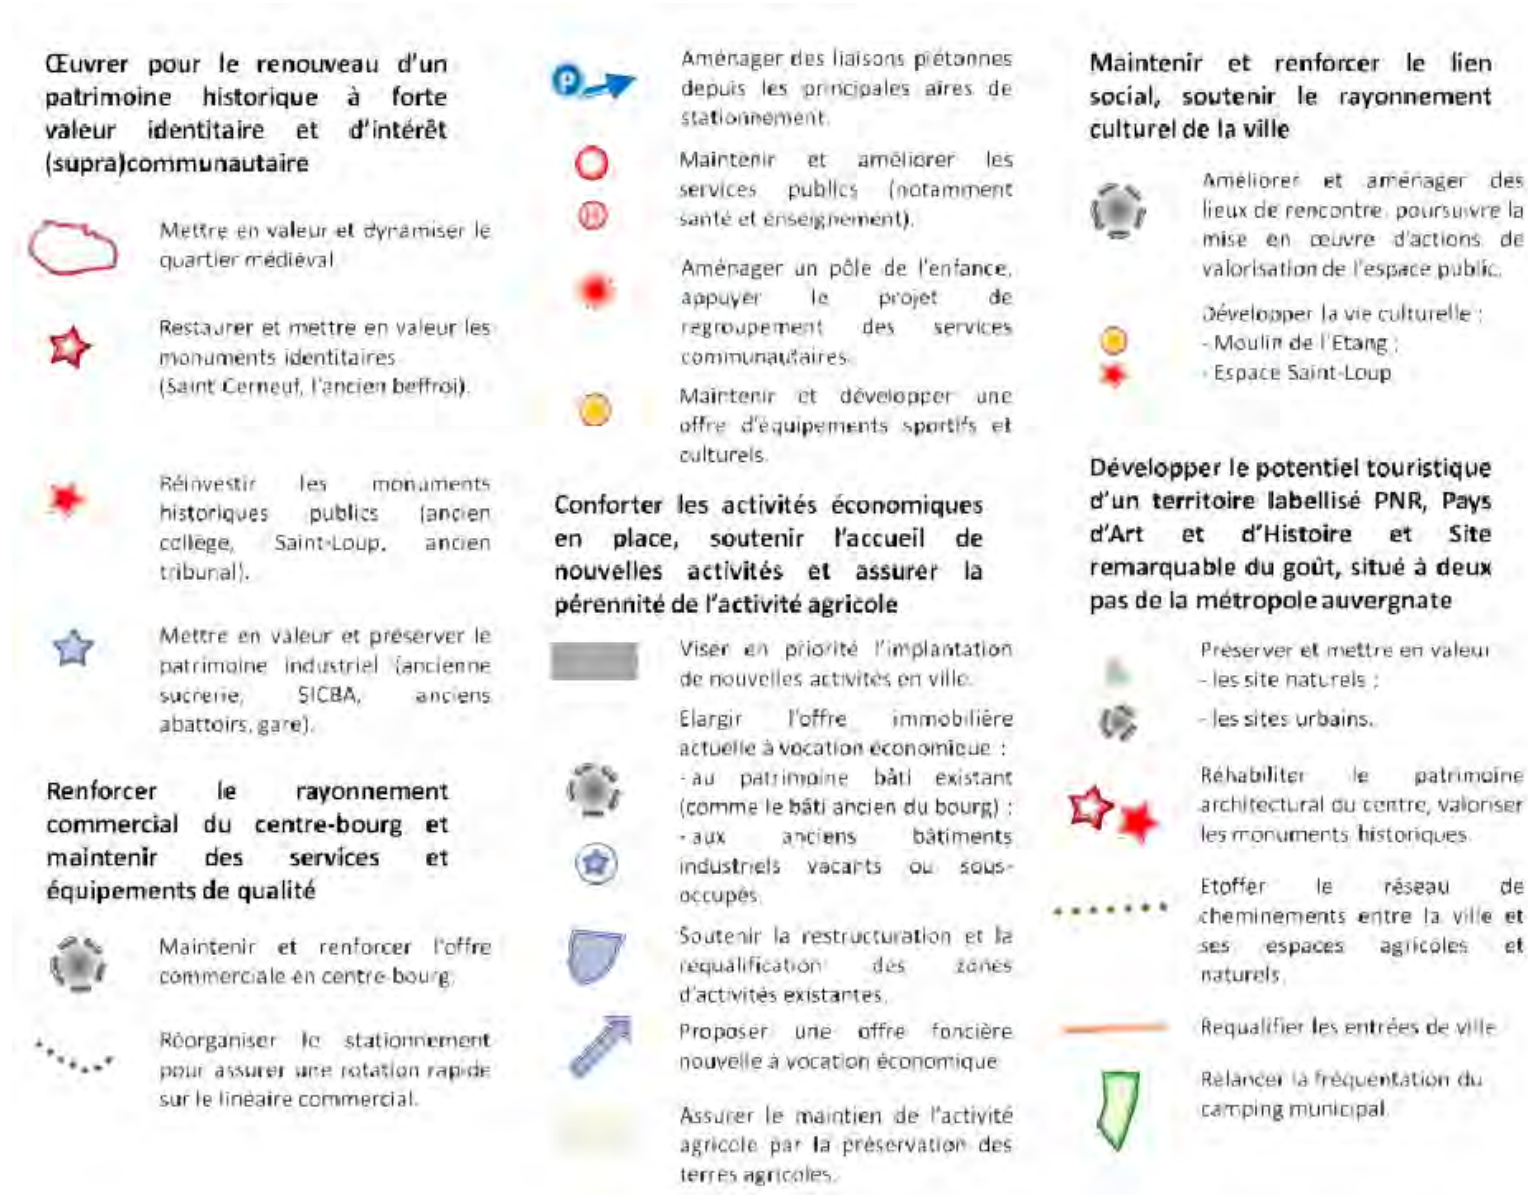 Œuvrer pour le renouveau d'un
patrimoine historique à forte
valeur identitaire et d'intérêt
(supra)communautaire
Mettre en valeur et dynamiser le
quartier médiéval.
Restaurer et mettre en valeur les
monuments identitaires
(Saint Cerneuf, l'ancien beffroi).
Réinvestir les monuments
historiques publics (ancien
collège, Saint-Loup, ancien
tribunal).
Mettre en valeur et préserver le
patrimoine industriel (ancienne
sucrerie, SICBA, anciens
abattoirs, gare).
Renforcer le rayonnement
commercial du centre-bourg et
maintenir des services et
équipements de qualité
Maintenir et renforcer l'offre
commerciale en centre-bourg.
Réorganiser le stationnement
pour assurer une rotation rapide
sur le linéaire commercial.
P
Aménager des liaisons piétonnes
depuis les principales aires de
stationnement.
Maintenir et améliorer les
services publics (notamment
santé et enseignement).
H
Aménager un pôle de l'enfance,
appuyer le projet de
regroupement des services
communautaires.
Maintenir et développer une
offre d'équipements sportifs et
culturels.
Conforter les activités économiques
en place, soutenir l'accueil de
nouvelles activités et assurer la
pérennité de l'activité agricole
Viser en priorité l'implantation
de nouvelles activités en ville.
Elargir l'offre immobilière
actuelle à vocation économique :
- au patrimoine bâti existant
(comme le bâti ancien du bourg) ;
- aux anciens bâtiments
industriels vacants ou sous-
occupés.
Soutenir la restructuration et la
requalification des zones
d'activités existantes.
Proposer une offre foncière
nouvelle à vocation économique
Assurer le maintien de l'activité
agricole par la préservation des
terres agricoles.
Maintenir et renforcer le lien
social, soutenir le rayonnement
culturel de la ville
Améliorer et aménager des
lieux de rencontre, poursuivre la
mise en œuvre d'actions de
valorisation de l'espace public.
Développer la vie culturelle :
- Moulin de l'Etang ;
- Espace Saint-Loup
Développer le potentiel touristique
d'un territoire labellisé PNR, Pays
d'Art et d'Histoire et Site
remarquable du goût, situé à deux
pas de la métropole auvergnate
Préserver et mettre en valeur
- les site naturels ;
- les sites urbains.
Réhabiliter le patrimoine
architectural du centre, valoriser
les monuments historiques.
Etoffer le réseau de
cheminements entre la ville et
ses espaces agricoles et
naturels.
Requalifier les entrées de ville
Relancer la fréquentation du
camping municipal.